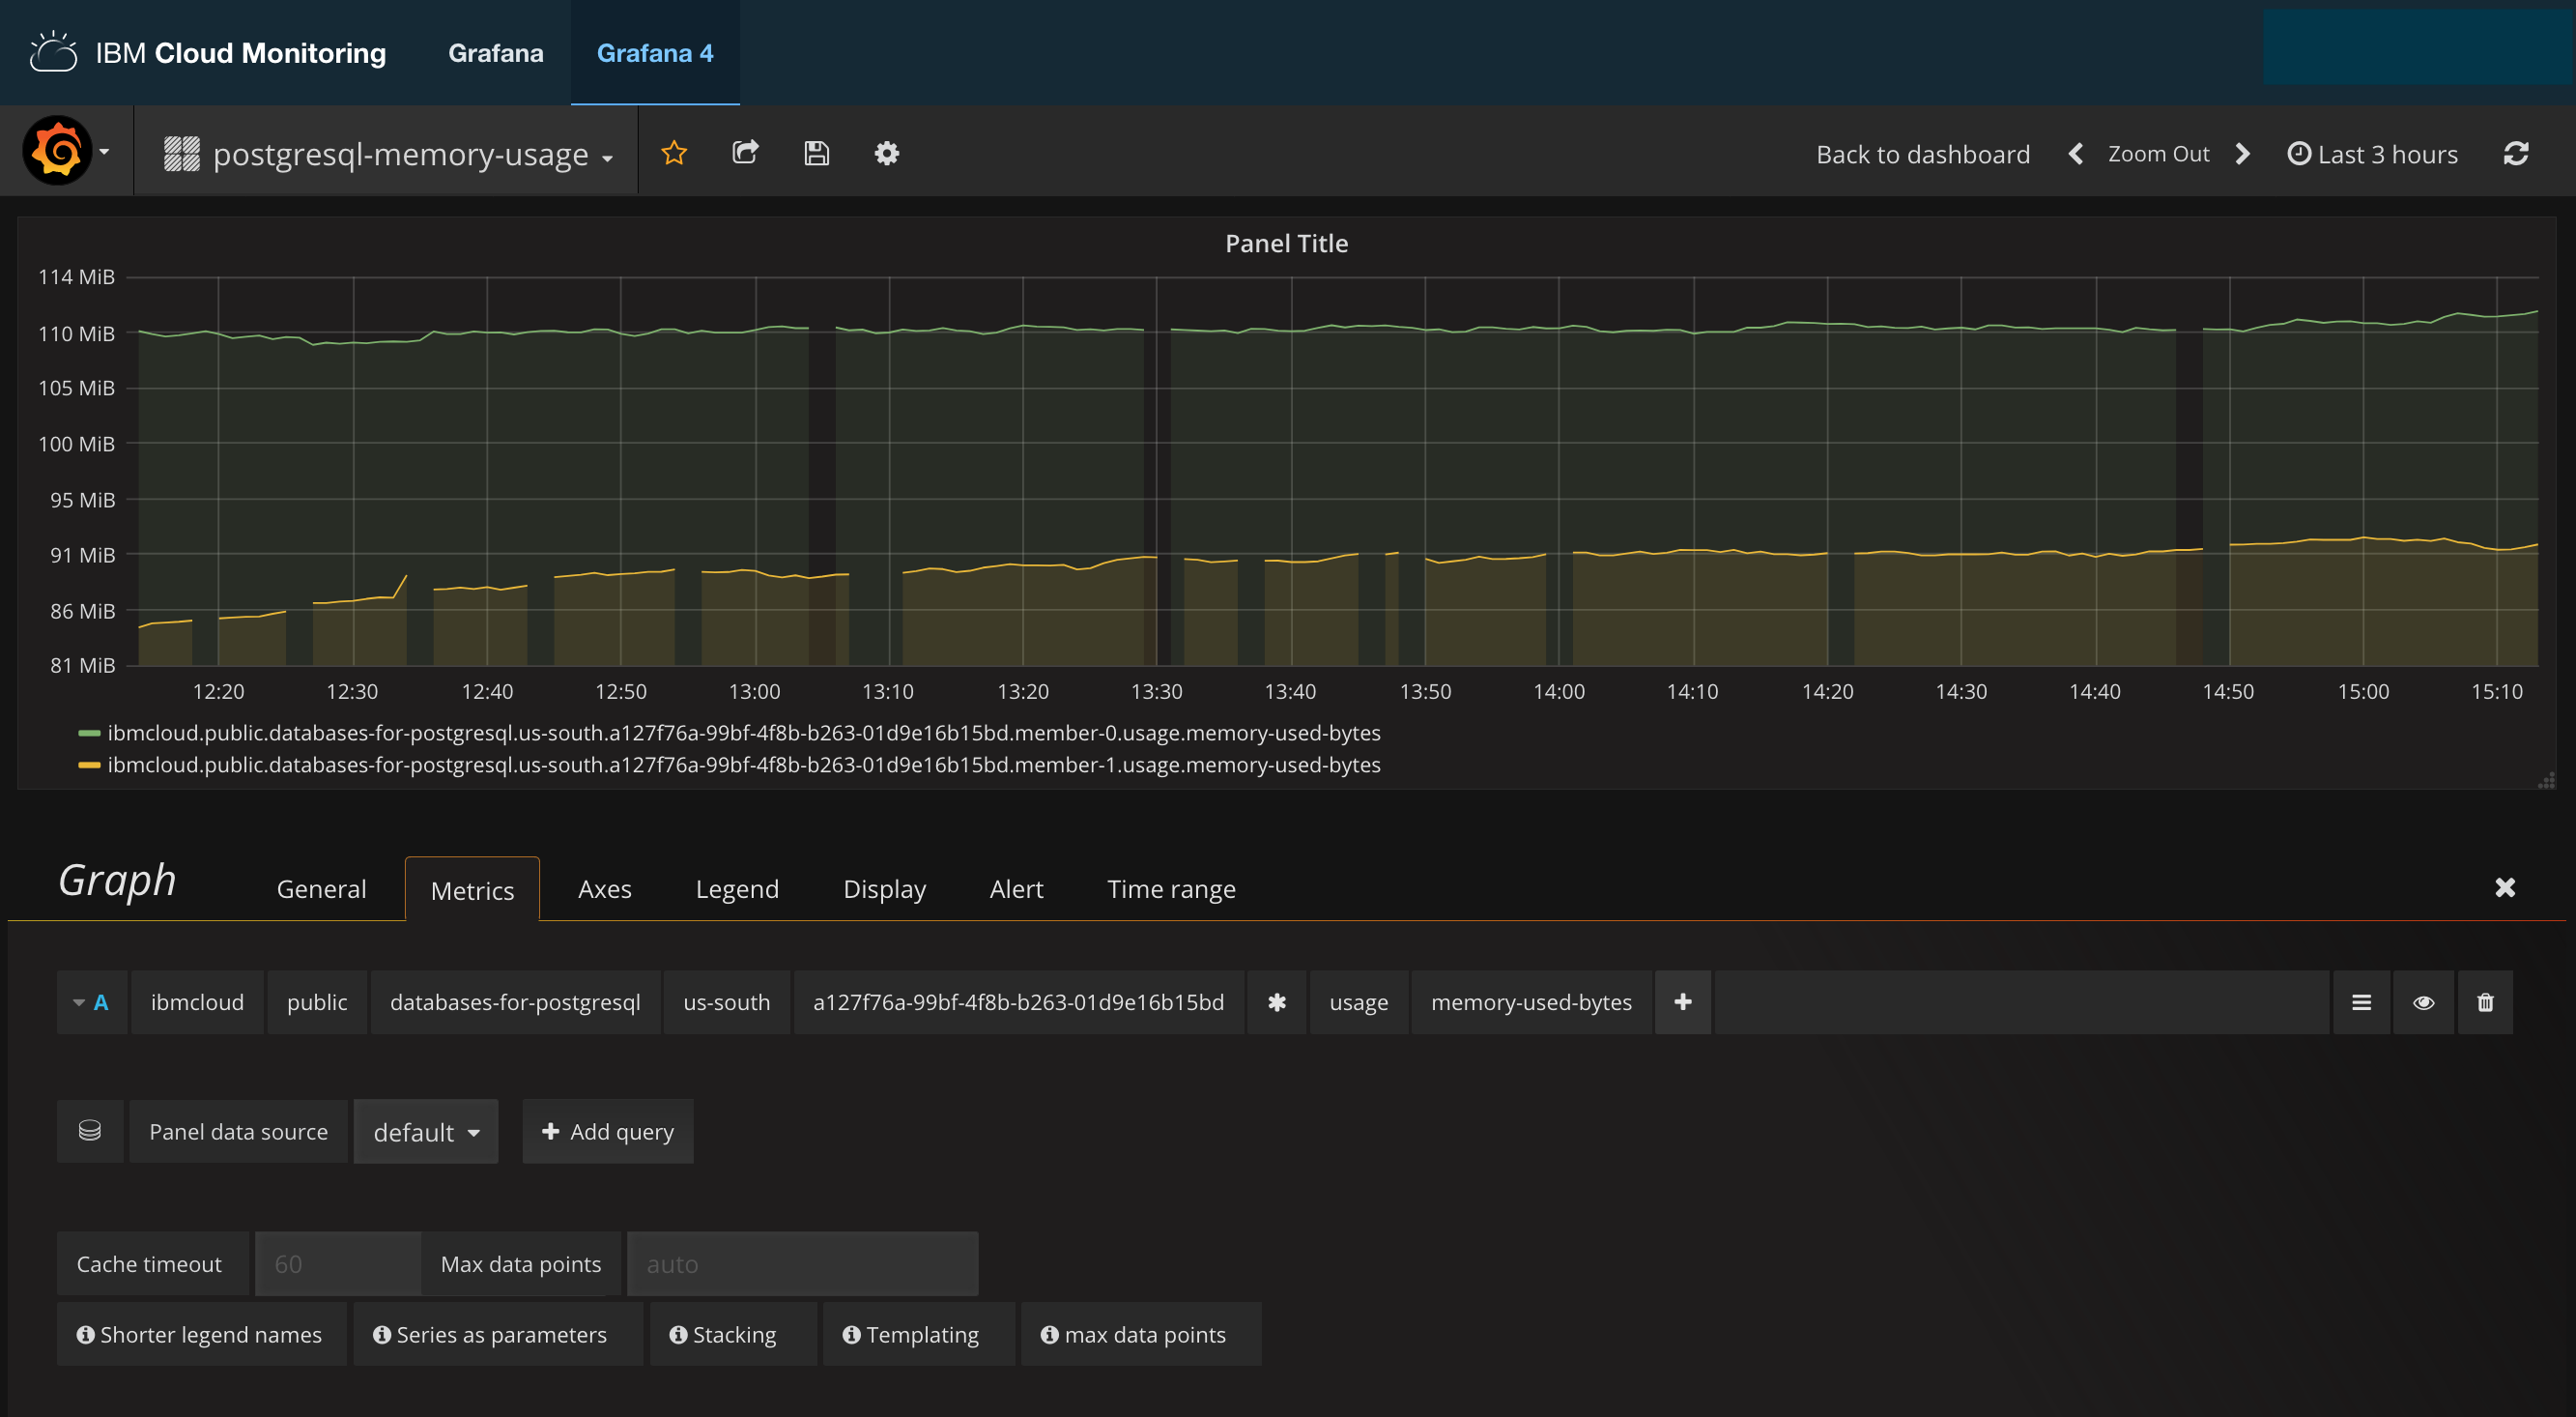 IBM Cloud Monitoring Grafana Grafana 4
postgresql-memory-usage Back to dashboard Zoom Out Last 3 hours
Panel Title
114 MiB
110 MiB
105 MiB
100 MiB
95 MiB
91 MiB
86 MiB
81 MiB
12:20 12:30 12:40 12:50 13:00 13:10 13:20 13:30 13:40 13:50 14:00 14:10 14:20 14:30 14:40 14:50 15:00 15:10
ibmcloud.public.databases-for-postgresql.us-south.a127f76a-99bf-4f8b-b263-01d9e16b15bd.member-0.usage.memory-used-bytes
ibmcloud.public.databases-for-postgresql.us-south.a127f76a-99bf-4f8b-b263-01d9e16b15bd.member-1.usage.memory-used-bytes
Graph General Metrics Axes Legend Display Alert Time range
A ibmcloud public databases-for-postgresql us-south a127f76a-99bf-4f8b-b263-01d9e16b15bd * usage memory-used-bytes +
Panel data source default + Add query
Cache timeout 60 Max data points auto
Shorter legend names Series as parameters Stacking Templating max data points